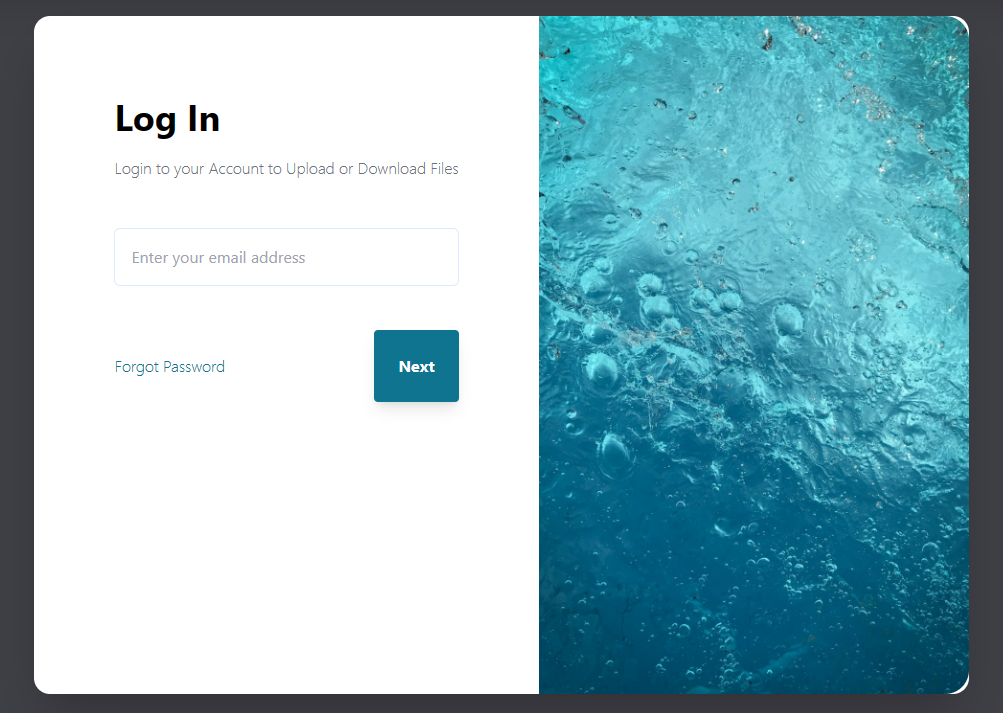 Log In
Login to your Account to Upload or Download Files
Enter your email address
Forgot Password
Next